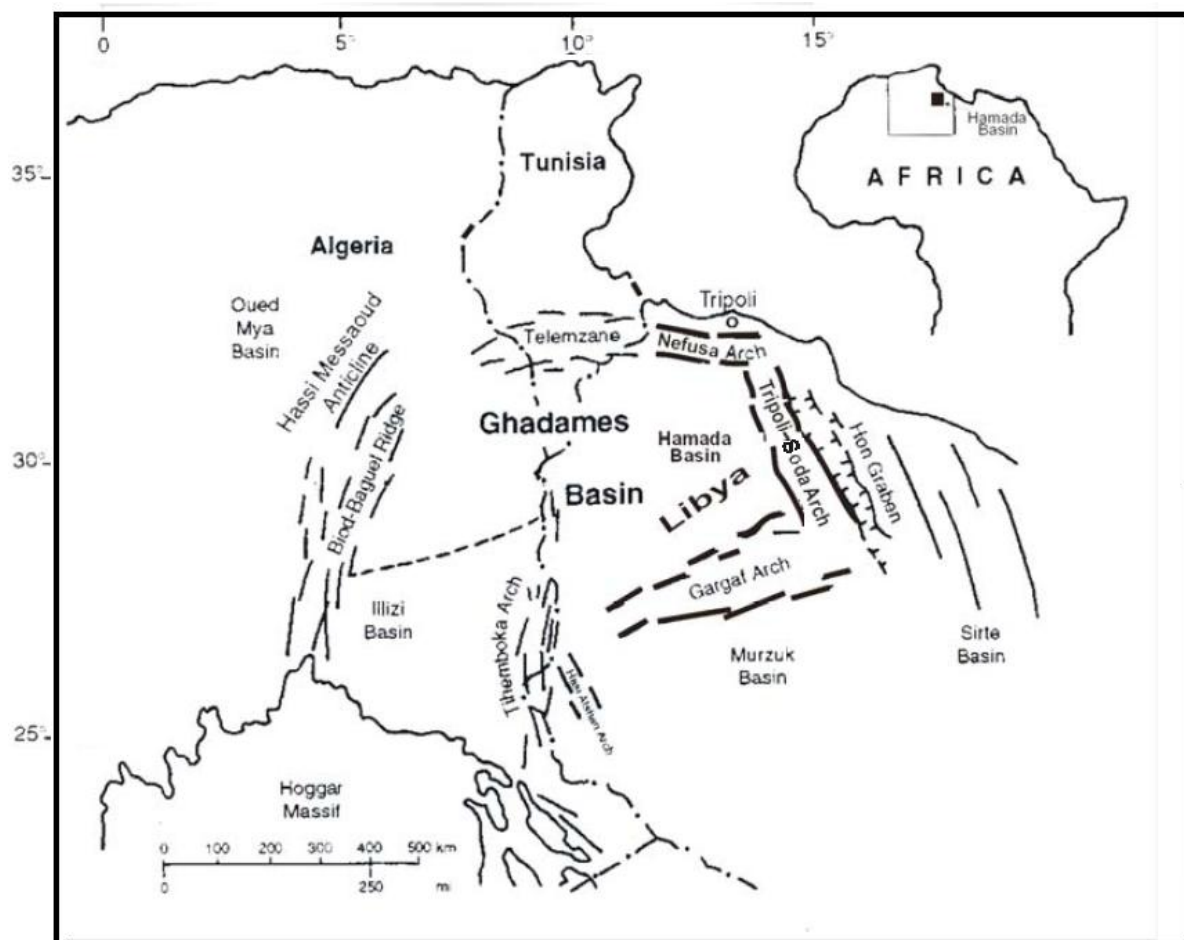 0
5°
10°
15°
35°
30°
25°
Hamada
Basin
AFRICA
Tunisia
Algeria
Oued
Mya
Basin
Hassi Messaoud
Anticline
Biod-Baguel Ridge
Telemzane
Tripoli
Nefusa Arch
Ghadames
Basin
Hamada
Basin
Libya
Tripoli-Soda Arch
Hon Graben
Gargaf Arch
Illizi
Basin
Tihemboka Arch
Murzuk
Basin
Sirte
Basin
Hoggar
Massif
0 100 200 300 400 500 km
0 250 mi